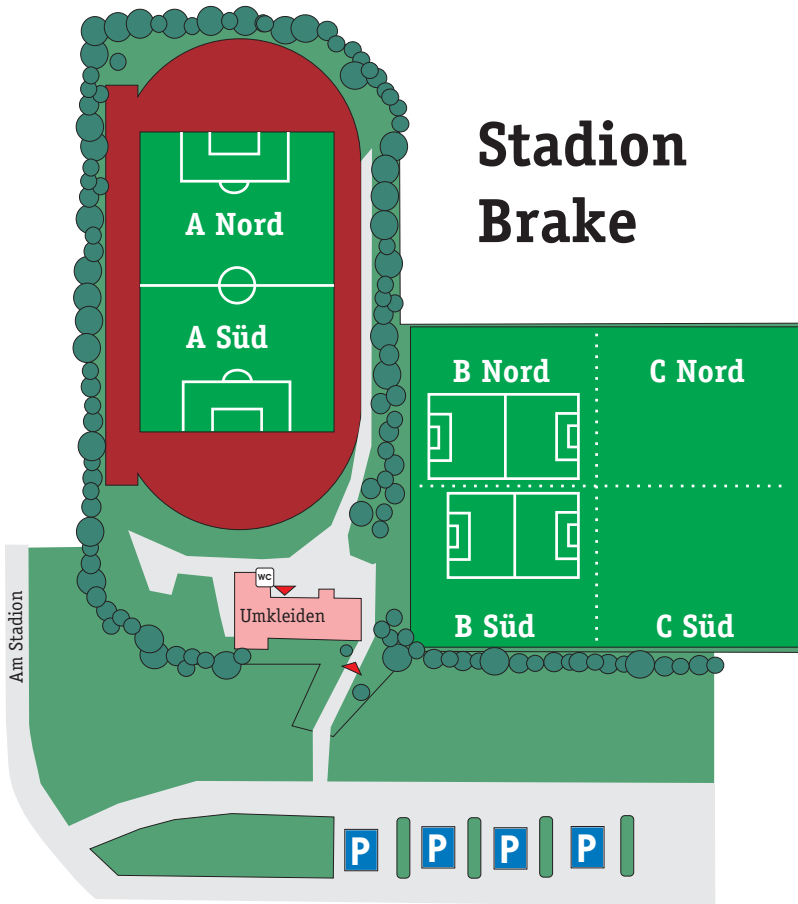 Stadion
Brake
A Nord
A Süd
B Nord
C Nord
B Süd
C Süd
WC
Umkleiden
Am Stadion
P
P
P
P